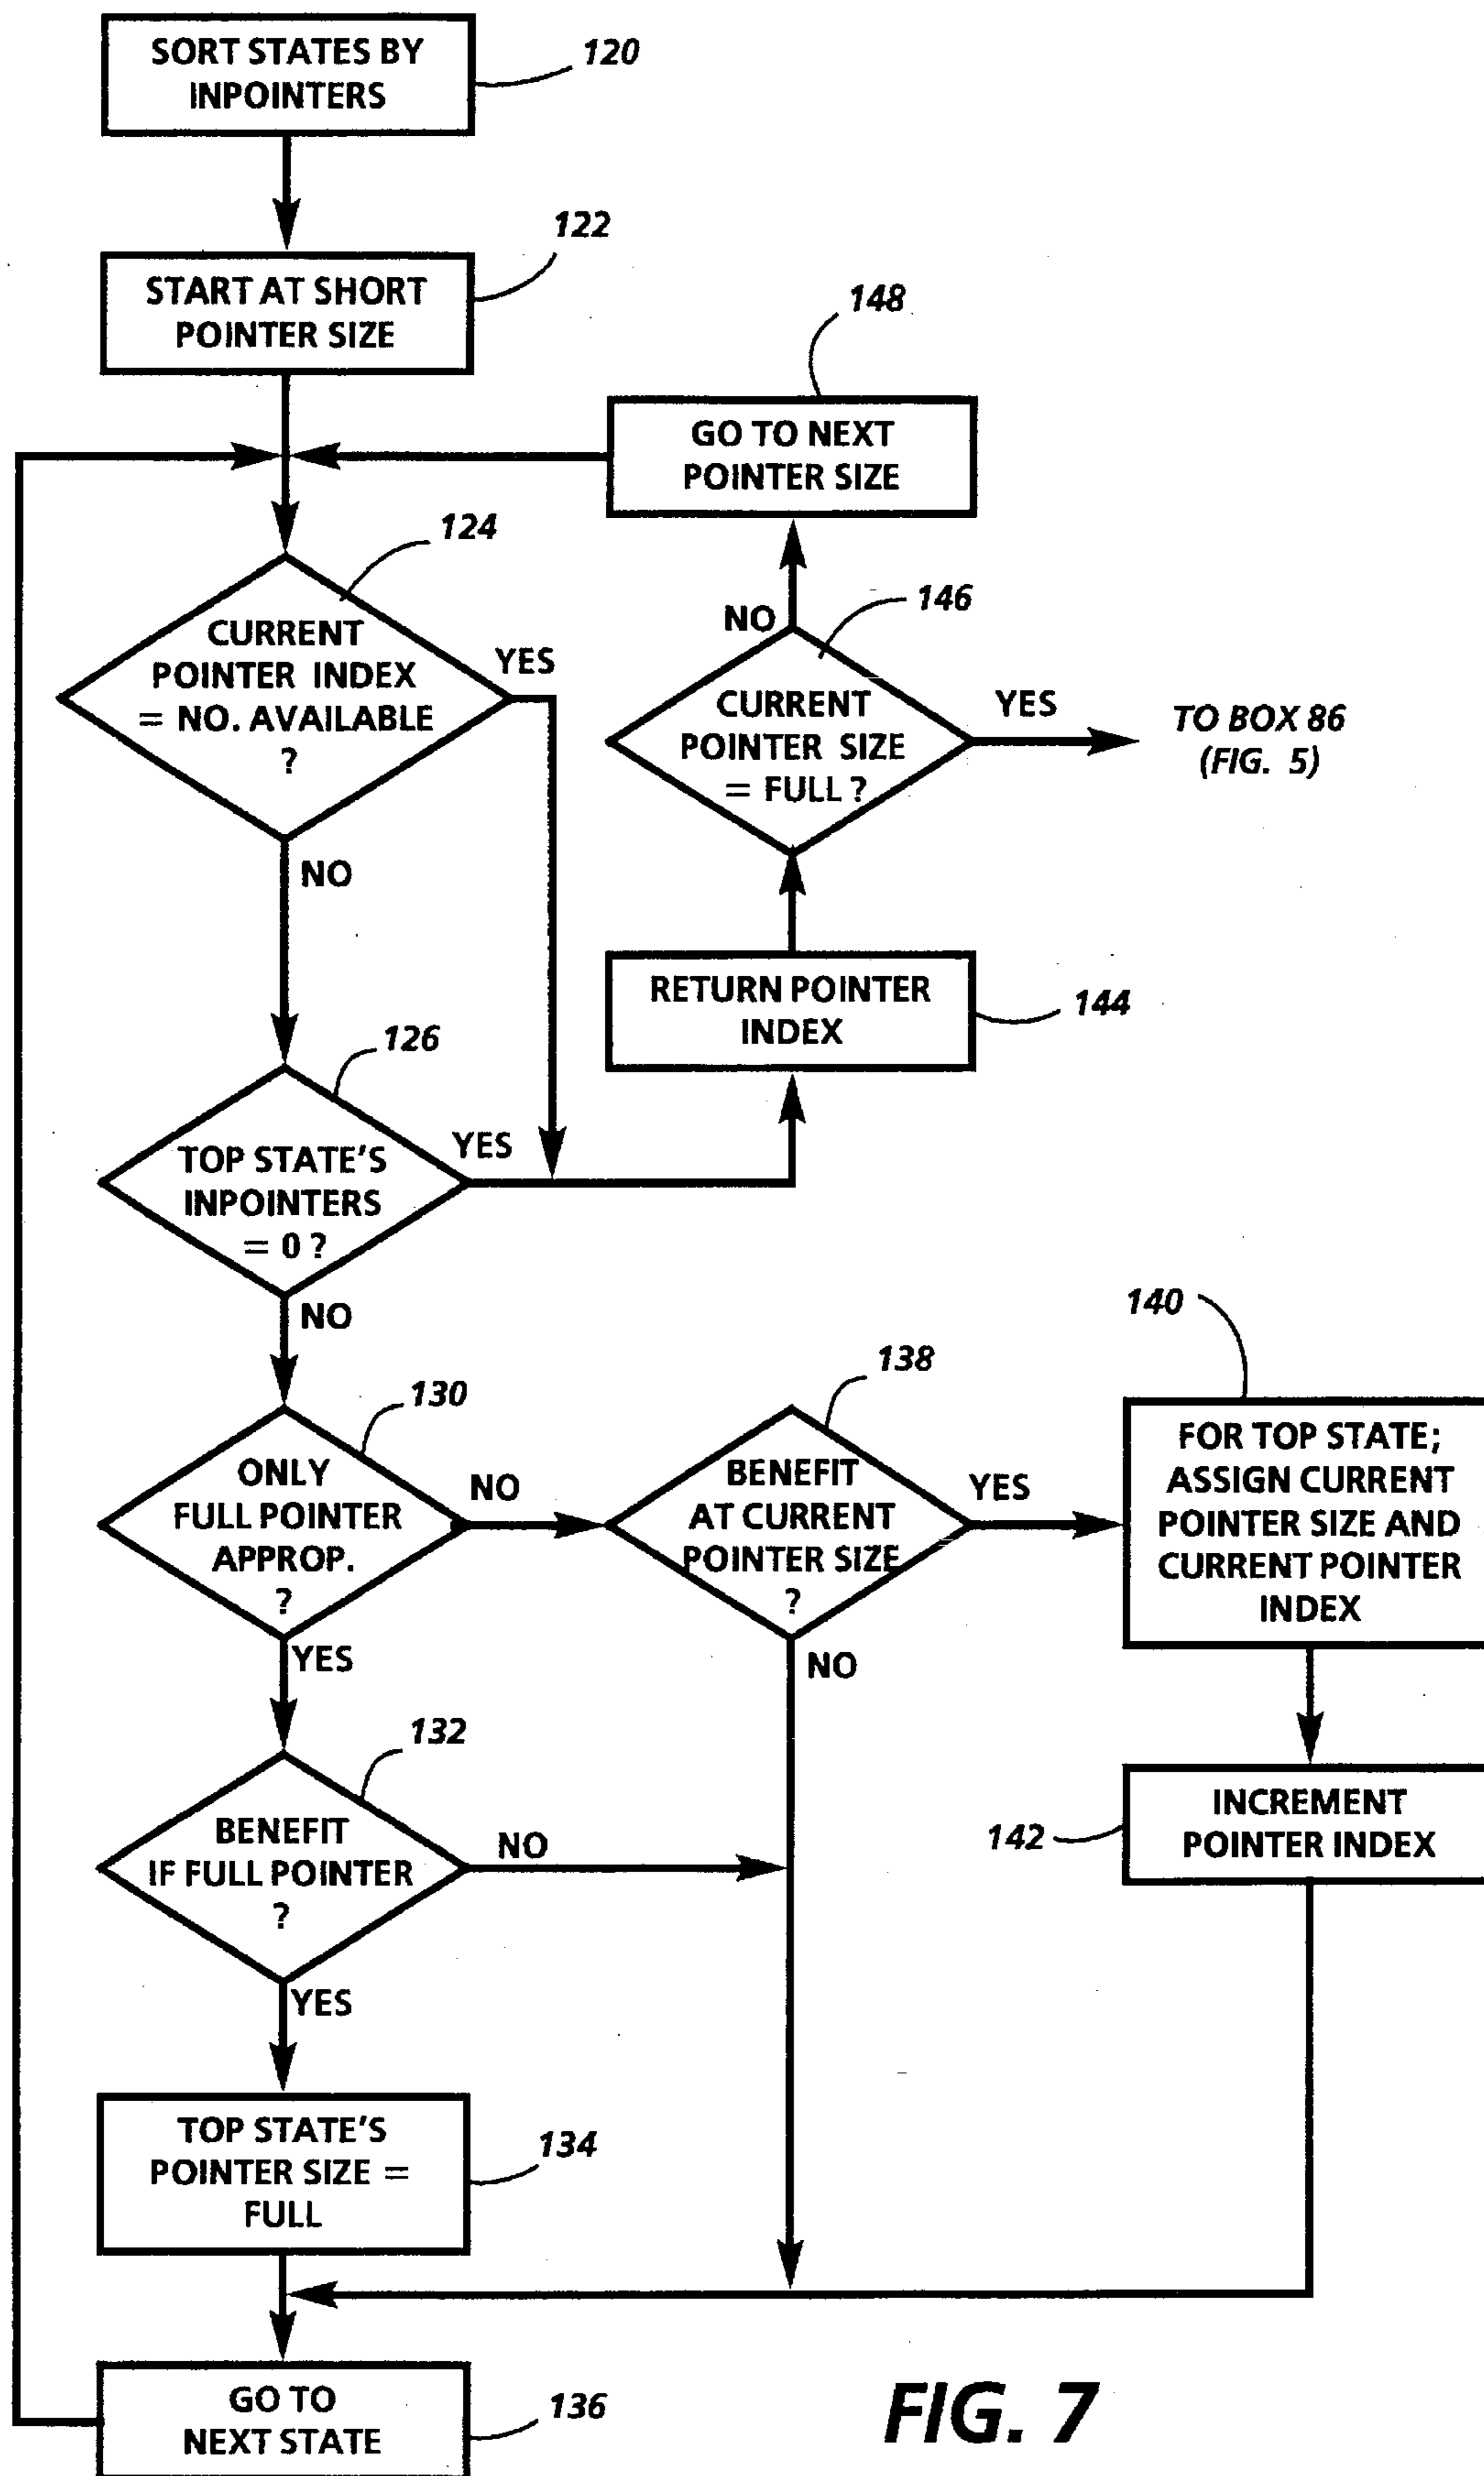 SORT STATES BY
INPOINTERS
120
START AT SHORT
POINTER SIZE
122
GO TO NEXT
POINTER SIZE
148
CURRENT
POINTER INDEX
= NO. AVAILABLE
?
124
YES
NO
CURRENT
POINTER SIZE
= FULL ?
146
NO
YES
TO BOX 86
(FIG. 5)
RETURN POINTER
INDEX
144
TOP STATE'S
INPOINTERS
= 0 ?
126
YES
NO
ONLY
FULL POINTER
APPROP.
?
130
NO
YES
BENEFIT
AT CURRENT
POINTER SIZE
?
138
YES
NO
FOR TOP STATE;
ASSIGN CURRENT
POINTER SIZE AND
CURRENT POINTER
INDEX
140
INCREMENT
POINTER INDEX
142
BENEFIT
IF FULL POINTER
?
132
NO
YES
TOP STATE'S
POINTER SIZE =
FULL
134
GO TO
NEXT STATE
136
FIG. 7